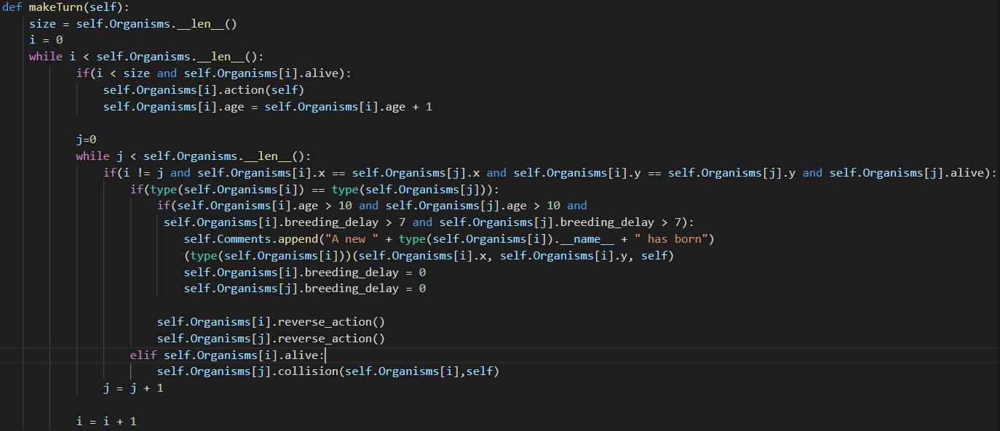 def makeTurn(self):
    size = self.Organisms.__len__()
    i = 0
    while i < self.Organisms.__len__():
           if(i < size and self.Organisms[i].alive):
               self.Organisms[i].action(self)
               self.Organisms[i].age = self.Organisms[i].age + 1

           j=0
           while j < self.Organisms.__len__():
               if(i != j and self.Organisms[i].x == self.Organisms[j].x and self.Organisms[i].y == self.Organisms[j].y and self.Organisms[j].alive):
                   if(type(self.Organisms[i]) == type(self.Organisms[j])):
                       if(self.Organisms[i].age > 10 and self.Organisms[j].age > 10 and
                        self.Organisms[i].breeding_delay > 7 and self.Organisms[j].breeding_delay > 7):
                           self.Comments.append("A new " + type(self.Organisms[i]).__name__ + " has born")
                           (type(self.Organisms[i]))(self.Organisms[i].x, self.Organisms[i].y, self)
                           self.Organisms[i].breeding_delay = 0
                           self.Organisms[j].breeding_delay = 0

                       self.Organisms[i].reverse_action()
                       self.Organisms[j].reverse_action()
                   elif self.Organisms[i].alive:
                       self.Organisms[j].collision(self.Organisms[i],self)
               j = j + 1

           i = i + 1